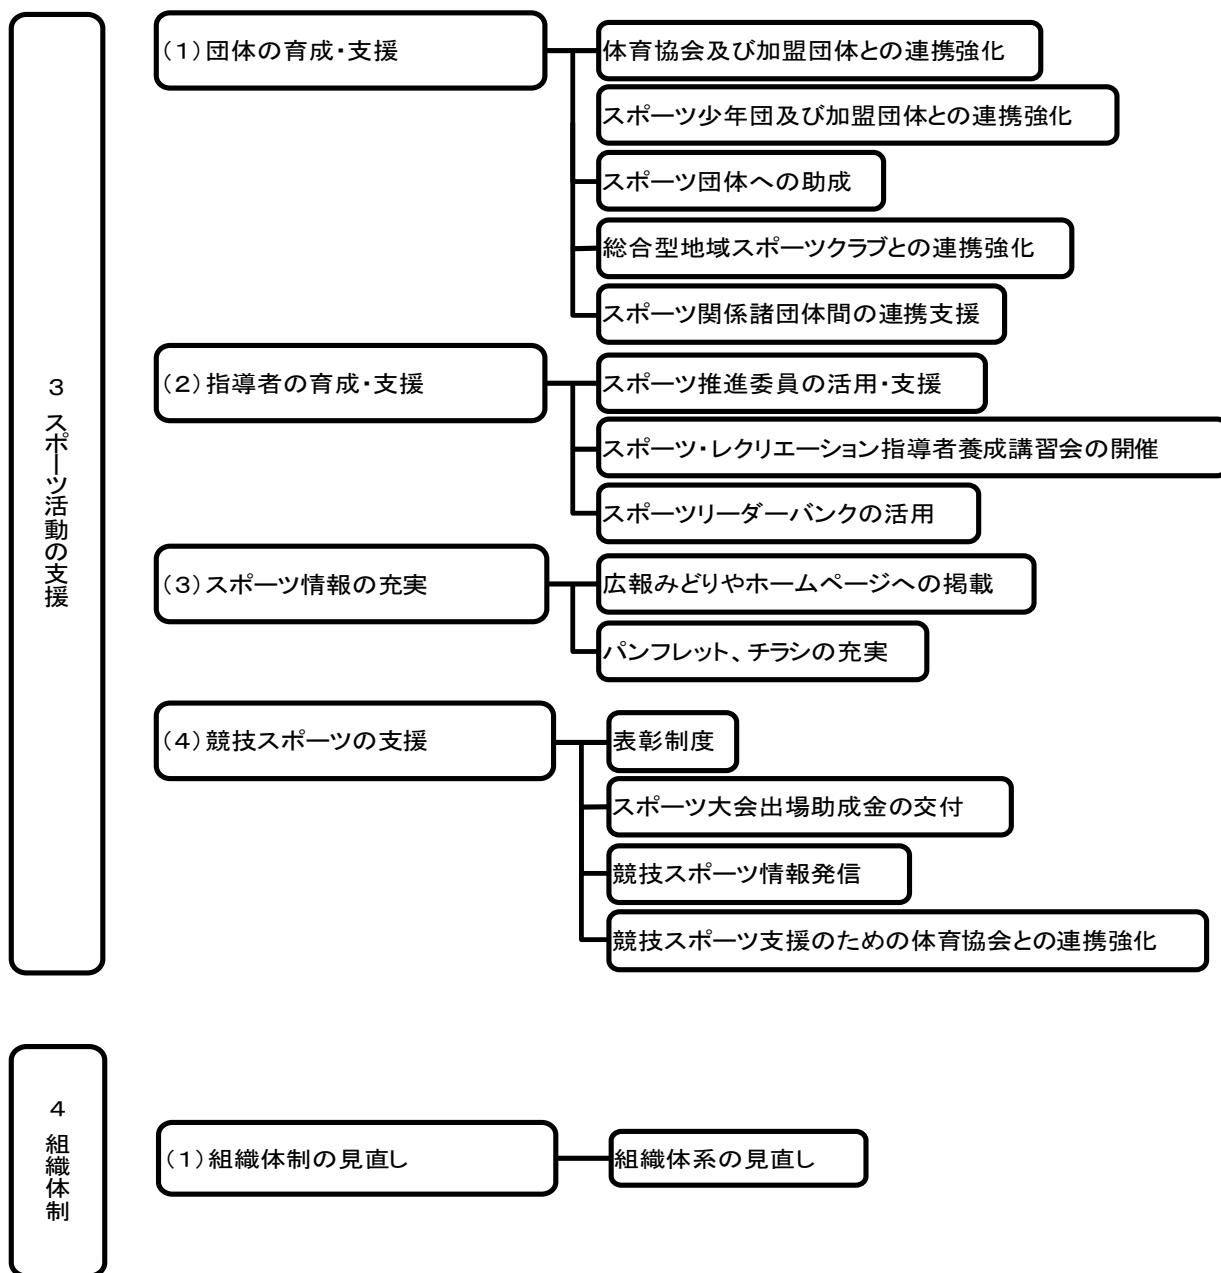 ３ スポーツ活動の支援
（１）団体の育成・支援
体育協会及び加盟団体との連携強化
スポーツ少年団及び加盟団体との連携強化
スポーツ団体への助成
総合型地域スポーツクラブとの連携強化
スポーツ関係諸団体間の連携支援
（２）指導者の育成・支援
スポーツ推進委員の活用・支援
スポーツ・レクリエーション指導者養成講習会の開催
スポーツリーダーバンクの活用
（３）スポーツ情報の充実
広報みどりやホームページへの掲載
パンフレット、チラシの充実
（４）競技スポーツの支援
表彰制度
スポーツ大会出場助成金の交付
競技スポーツ情報発信
競技スポーツ支援のための体育協会との連携強化
４ 組織体制
（１）組織体制の見直し
組織体系の見直し